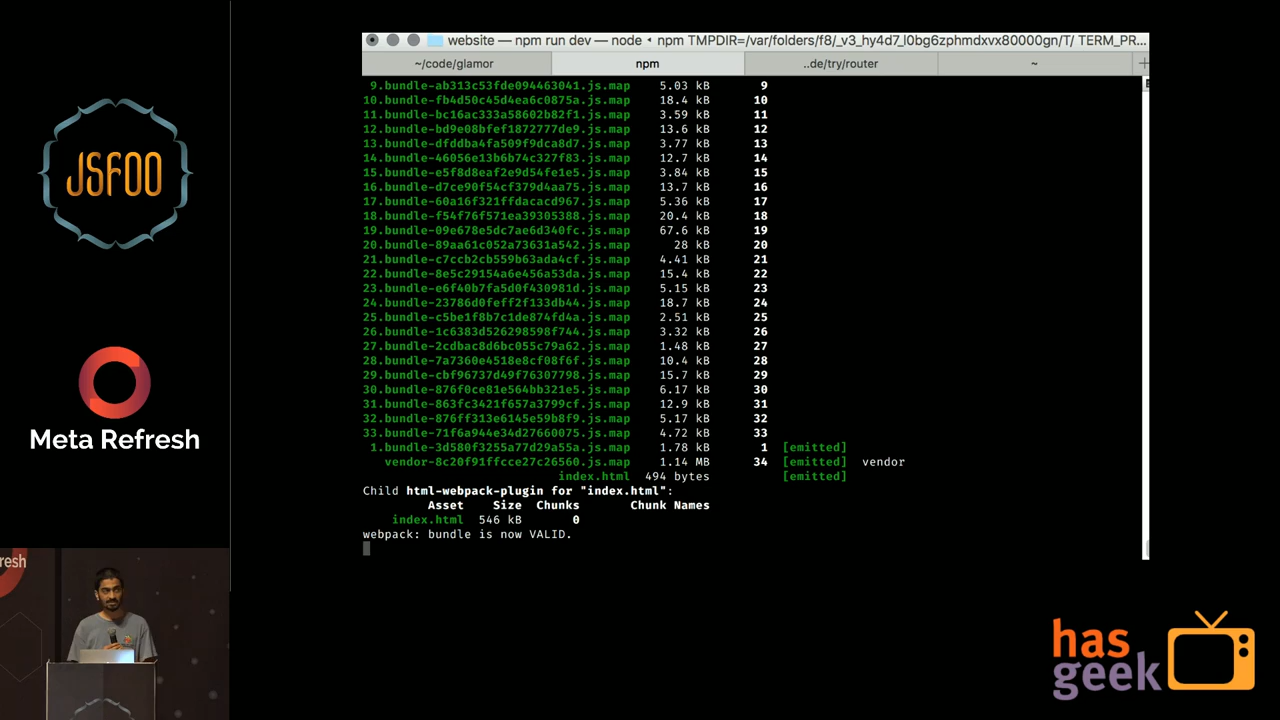 JSFOO
Meta Refresh
website — npm run dev — node ◂ npm TMPDIR=/var/folders/f8/_v3_hy4d7_l0bg6zphmdxvx80000gn/T/ TERM_PR...
~/code/glamor npm ..de/try/router ~
9.bundle-ab313c53fde094463041.js.map 5.03 kB 9
10.bundle-fb4d50c45d4ea6c0875a.js.map 18.4 kB 10
11.bundle-bc16ac333a58602b82f1.js.map 3.59 kB 11
12.bundle-bd9e08bfef1872777de9.js.map 13.6 kB 12
13.bundle-dfddba4fa509f9dca8d7.js.map 3.77 kB 13
14.bundle-46056e13b6b74c327f83.js.map 12.7 kB 14
15.bundle-e5f8d8eaf2e9d54fe1e5.js.map 3.84 kB 15
16.bundle-d7ce90f54cf379d4aa75.js.map 13.7 kB 16
17.bundle-60a16f321ffdacacd967.js.map 5.36 kB 17
18.bundle-f54f76f571ea39305388.js.map 20.4 kB 18
19.bundle-09e678e5dc7ae6d340fc.js.map 67.6 kB 19
20.bundle-89aa61c052a73631a542.js.map 28 kB 20
21.bundle-c7ccb2cb559b63ada4cf.js.map 4.41 kB 21
22.bundle-8e5c29154a6e456a53da.js.map 15.4 kB 22
23.bundle-e6f40b7fa5d0f430981d.js.map 5.15 kB 23
24.bundle-23786d0feff2f133db44.js.map 18.7 kB 24
25.bundle-c5be1f8b7c1de874fd4a.js.map 2.51 kB 25
26.bundle-1c6383d526298598f744.js.map 3.32 kB 26
27.bundle-2cdbac8d6bc055c79a62.js.map 1.48 kB 27
28.bundle-7a7360e4518e8cf08f6f.js.map 10.4 kB 28
29.bundle-cbf96737d49f76307798.js.map 15.7 kB 29
30.bundle-876f0ce81e564bb321e5.js.map 6.17 kB 30
31.bundle-863fc3421f657a3799cf.js.map 12.9 kB 31
32.bundle-876ff313e6145e59b8f9.js.map 5.17 kB 32
33.bundle-71f6a944e34d27660075.js.map 4.72 kB 33
1.bundle-3d580f3255a77d29a55a.js.map 1.78 kB 1 [emitted]
vendor-8c20f91ffcce27c26560.js.map 1.14 MB 34 [emitted] vendor
index.html 494 bytes [emitted]
Child html-webpack-plugin for "index.html":
Asset Size Chunks Chunk Names
index.html 546 kB 0
webpack: bundle is now VALID.
fresh
has
geek